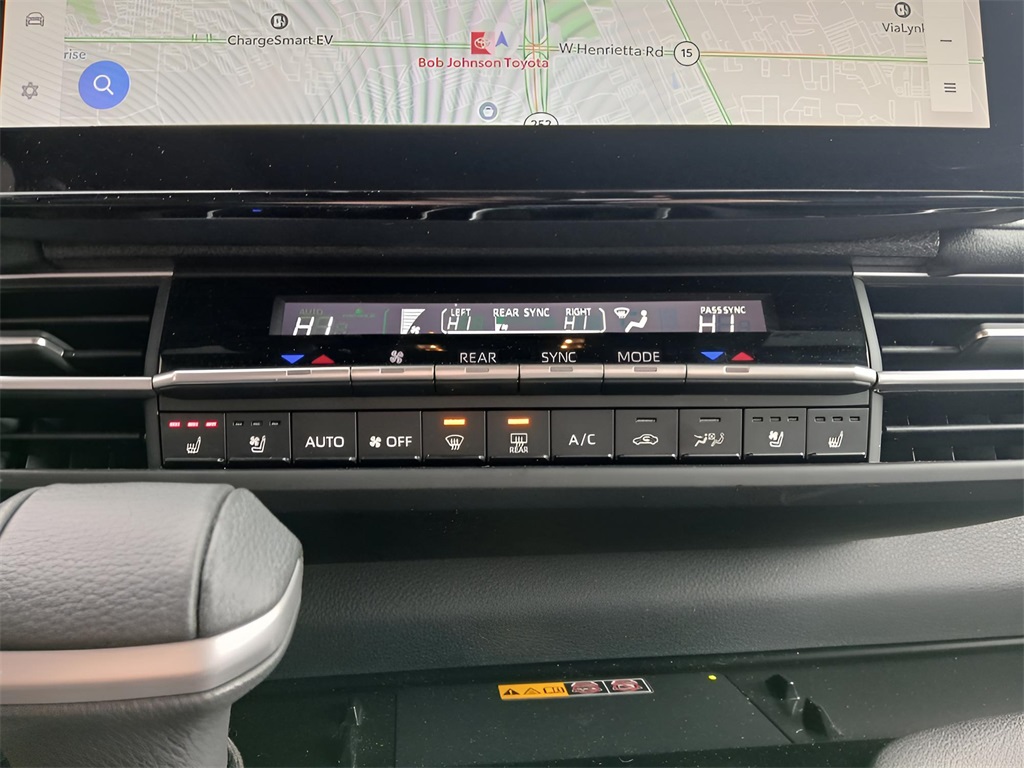 ViaLynk
ChargeSmart EV
W Henrietta Rd
15
rise
Bob Johnson Toyota
252
AUTO
LEFT
REAR SYNC
RIGHT
PASS SYNC
HI
HI
HI
HI
REAR
SYNC
MODE
AUTO
OFF
REAR
A/C